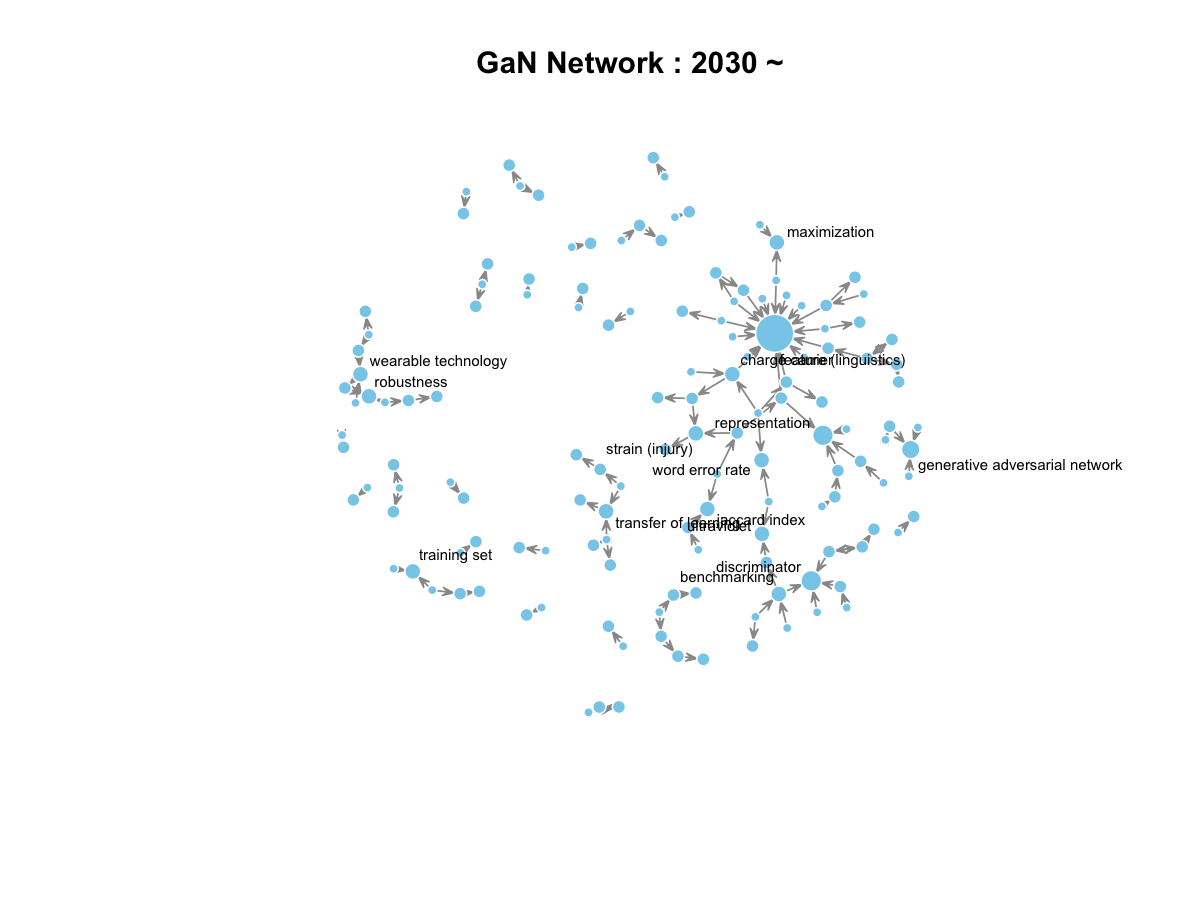 GaN Network : 2030 ~
maximization
charge carrier
feature (linguistics)
wearable technology
robustness
representation
strain (injury)
generative adversarial network
word error rate
jaccard index
transfer of learning
ultraviolet
training set
discriminator
benchmarking